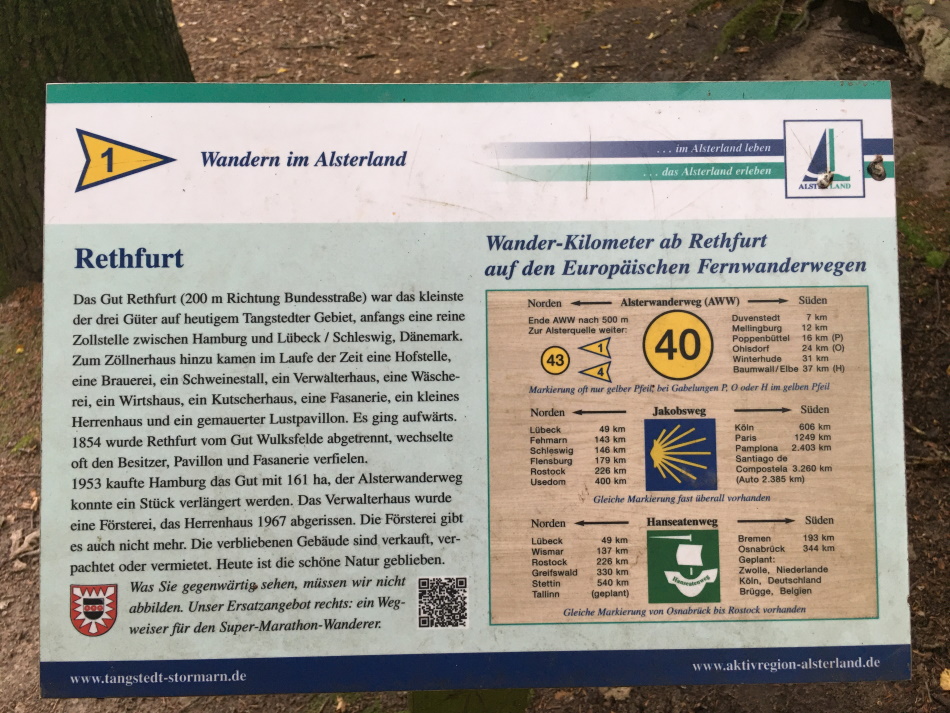 1
Wandern im Alsterland
. . . im Alsterland leben
. . . das Alsterland erleben
Rethfurt
Das Gut Rethfurt (200 m Richtung Bundesstraße) war das kleinste
der drei Güter auf heutigem Tangstedter Gebiet, anfangs eine reine
Zollstelle zwischen Hamburg und Lübeck / Schleswig, Dänemark.
Zum Zöllnerhaus hinzu kamen im Laufe der Zeit eine Hofstelle,
eine Brauerei, ein Schweinestall, ein Verwalterhaus, eine Wäsche-
rei, ein Wirtshaus, ein Kutscherhaus, eine Fasanerie, ein kleines
Herrenhaus und ein gemauerter Lustpavillon. Es ging aufwärts.
1854 wurde Rethfurt vom Gut Wulksfelde abgetrennt, wechselte
oft den Besitzer, Pavillon und Fasanerie verfielen.
1953 kaufte Hamburg das Gut mit 161 ha, der Alsterwanderweg
konnte ein Stück verlängert werden. Das Verwalterhaus wurde
eine Försterei, das Herrenhaus 1967 abgerissen. Die Försterei gibt
es auch nicht mehr. Die verbliebenen Gebäude sind verkauft, ver-
pachtet oder vermietet. Heute ist die schöne Natur geblieben.
Was Sie gegenwärtig sehen, müssen wir nicht
abbilden. Unser Ersatzangebot rechts: ein Weg-
weiser für den Super-Marathon-Wanderer.
Wander-Kilometer ab Rethfurt
auf den Europäischen Fernwanderwegen
Norden Alsterwanderweg (AWW) Süden
Ende AWW nach 500 m
Zur Alsterquelle weiter:
43
1
4
40
Duvenstedt 7 km
Mellingburg 12 km
Poppenbüttel 16 km (P)
Ohlsdorf 24 km (O)
Winterhude 31 km
Baumwall/Elbe 37 km (H)
Markierung oft nur gelber Pfeil, bei Gabelungen P, O oder H im gelben Pfeil
Norden Jakobsweg Süden
Lübeck 49 km
Fehmarn 143 km
Schleswig 146 km
Flensburg 179 km
Rostock 226 km
Usedom 400 km
Köln 606 km
Paris 1249 km
Pamplona 2.403 km
Santiago de
Compostela 3.260 km
(Auto 2.385 km)
Gleiche Markierung fast überall vorhanden
Norden Hanseatenweg Süden
Lübeck 49 km
Wismar 137 km
Rostock 226 km
Greifswald 330 km
Stettin 540 km
Tallinn (geplant)
Hanseatenweg
Bremen 193 km
Osnabrück 344 km
Geplant:
Zwolle, Niederlande
Köln, Deutschland
Brügge, Belgien
Gleiche Markierung von Osnabrück bis Rostock vorhanden
www.tangstedt-stormarn.de
www.aktivregion-alsterland.de